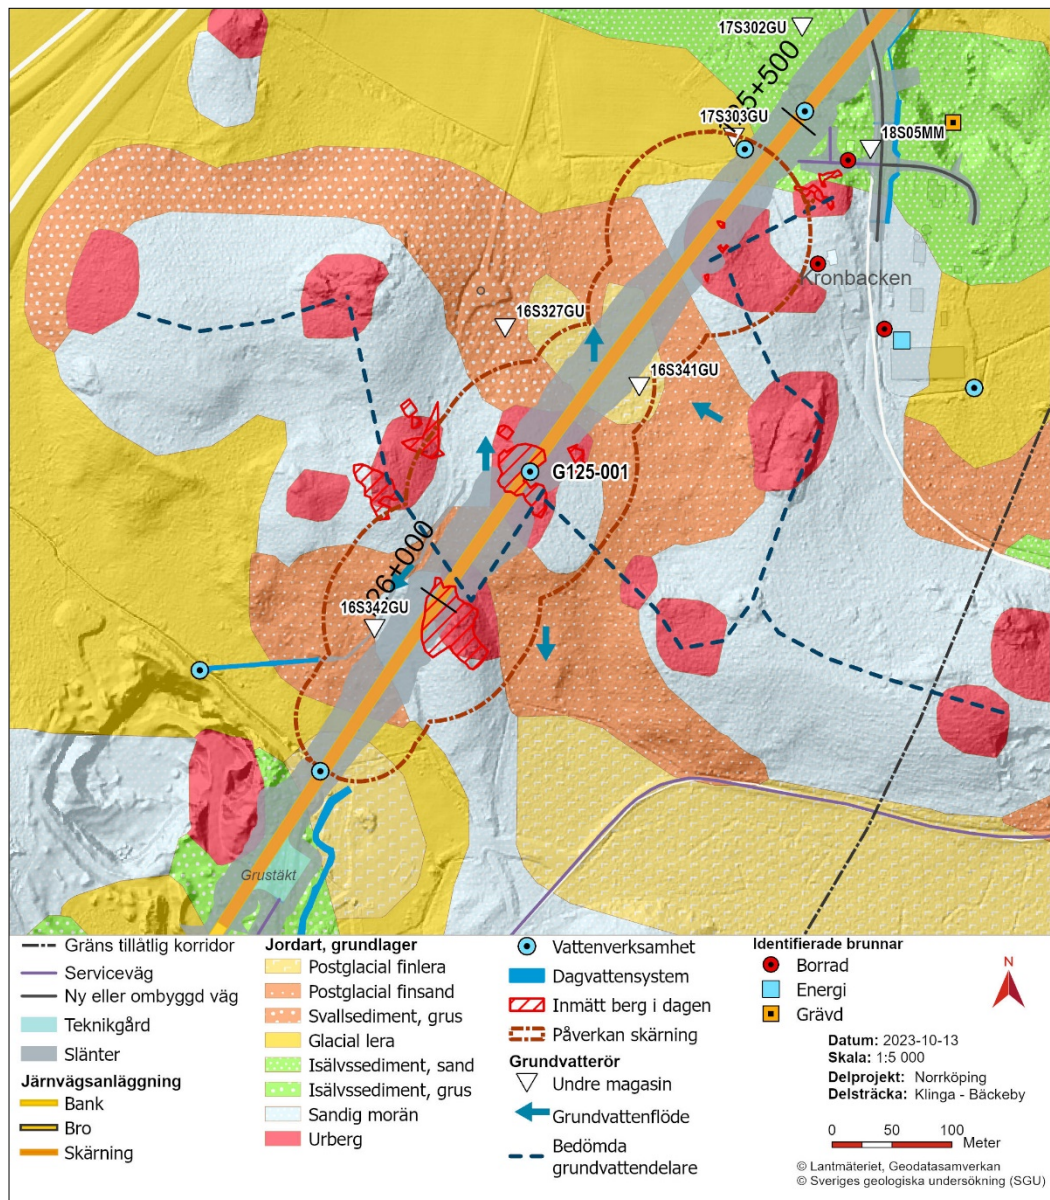 17S302GU
125+500
17S303GU
18S05MM
Kronbacken
16S327GU
16S341GU
G125-001
126+000
16S342GU
Grustäkt
Gräns tillåtlig korridor
Serviceväg
Ny eller ombyggd väg
Teknikgård
Slänter
Järnvägsanläggning
Bank
Bro
Skärning
Jordart, grundlager
Postglacial finlera
Postglacial finsand
Svallsediment, grus
Glacial lera
Isälvssediment, sand
Isälvssediment, grus
Sandig morän
Urberg
Vattenverksamhet
Dagvattensystem
Inmätt berg i dagen
Påverkan skärning
Grundvatterör
Undre magasin
Grundvattenflöde
Bedömda
grundvattendelare
Identifierade brunnar
Borrad
Energi
Grävd
N
Datum: 2023-10-13
Skala: 1:5 000
Delprojekt: Norrköping
Delsträcka: Klinga - Bäckeby
0 50 100
Meter
© Lantmäteriet, Geodatasamverkan
© Sveriges geologiska undersökning (SGU)